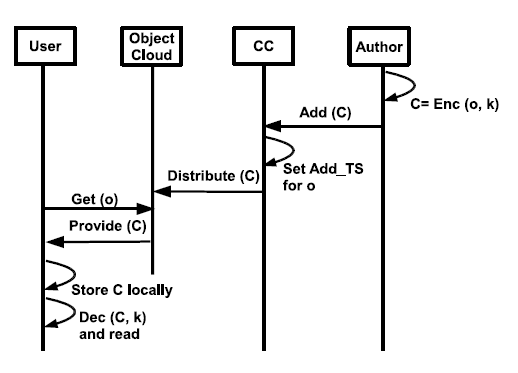 User
Object
Cloud
CC
Author
C= Enc (o, k)
Add (C)
Set Add_TS
for o
Distribute (C)
Get (o)
Provide (C)
Store C locally
Dec (C, k)
and read